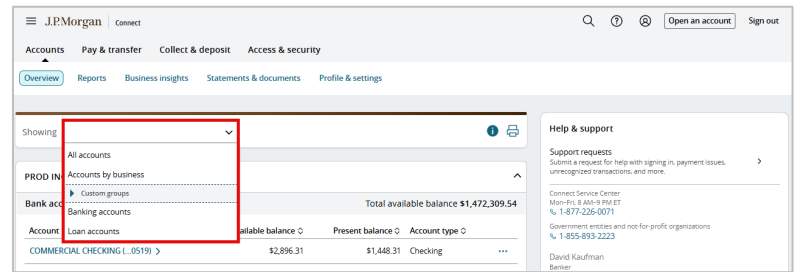 J.P.Morgan Connect Open an account Sign out
Accounts Pay & transfer Collect & deposit Access & security
Overview Reports Business insights Statements & documents Profile & settings
Showing
All accounts
Accounts by business
Custom groups
Banking accounts
Loan accounts
PROD IN
Bank acc Total available balance $1,472,309.54
Account ailable balance Present balance Account type
COMMERCIAL CHECKING (...0519) $2,896.31 $1,448.31 Checking ...
Help & support
Support requests
Submit a request for help with signing in, payment issues,
unrecognized transactions, and more.
Connect Service Center
Mon-Fri, 8 AM-9 PM ET
1-877-226-0071
Government entities and not-for-profit organizations
1-855-893-2223
David Kaufman
Banker